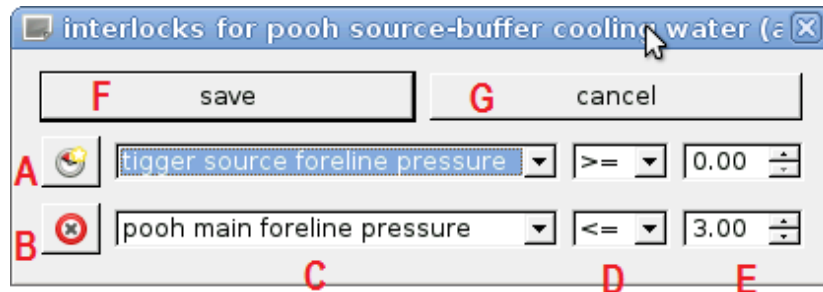 interlocks for pooh source-buffer cooling water (a
F save G cancel
A tigger source foreline pressure >= 0.00
B pooh main foreline pressure <= 3.00
C D E